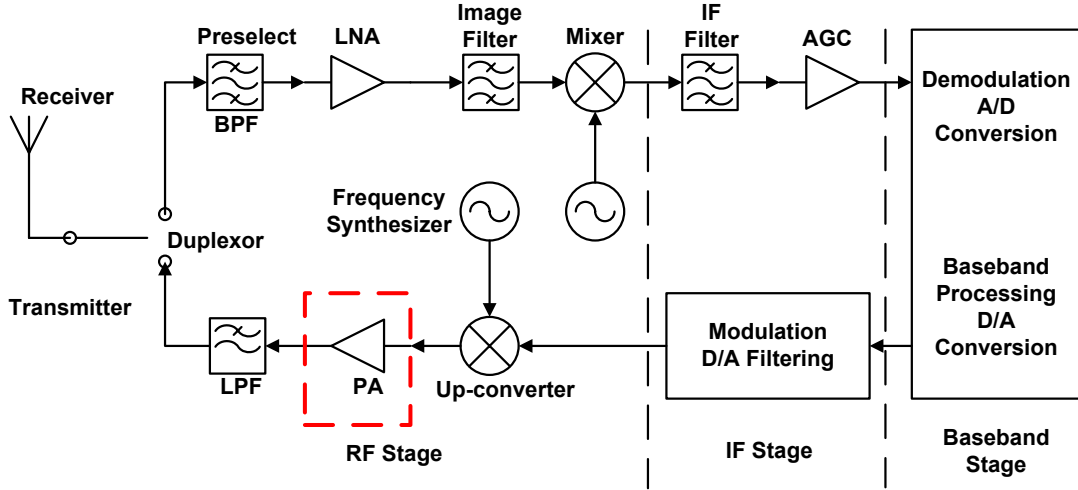 Preselect
BPF
LNA
Image
Filter
Mixer
IF
Filter
AGC
Demodulation
A/D
Conversion
Receiver
Frequency
Synthesizer
Duplexor
Transmitter
LPF
PA
Up-converter
Modulation
D/A Filtering
Baseband
Processing
D/A
Conversion
RF Stage
IF Stage
Baseband
Stage